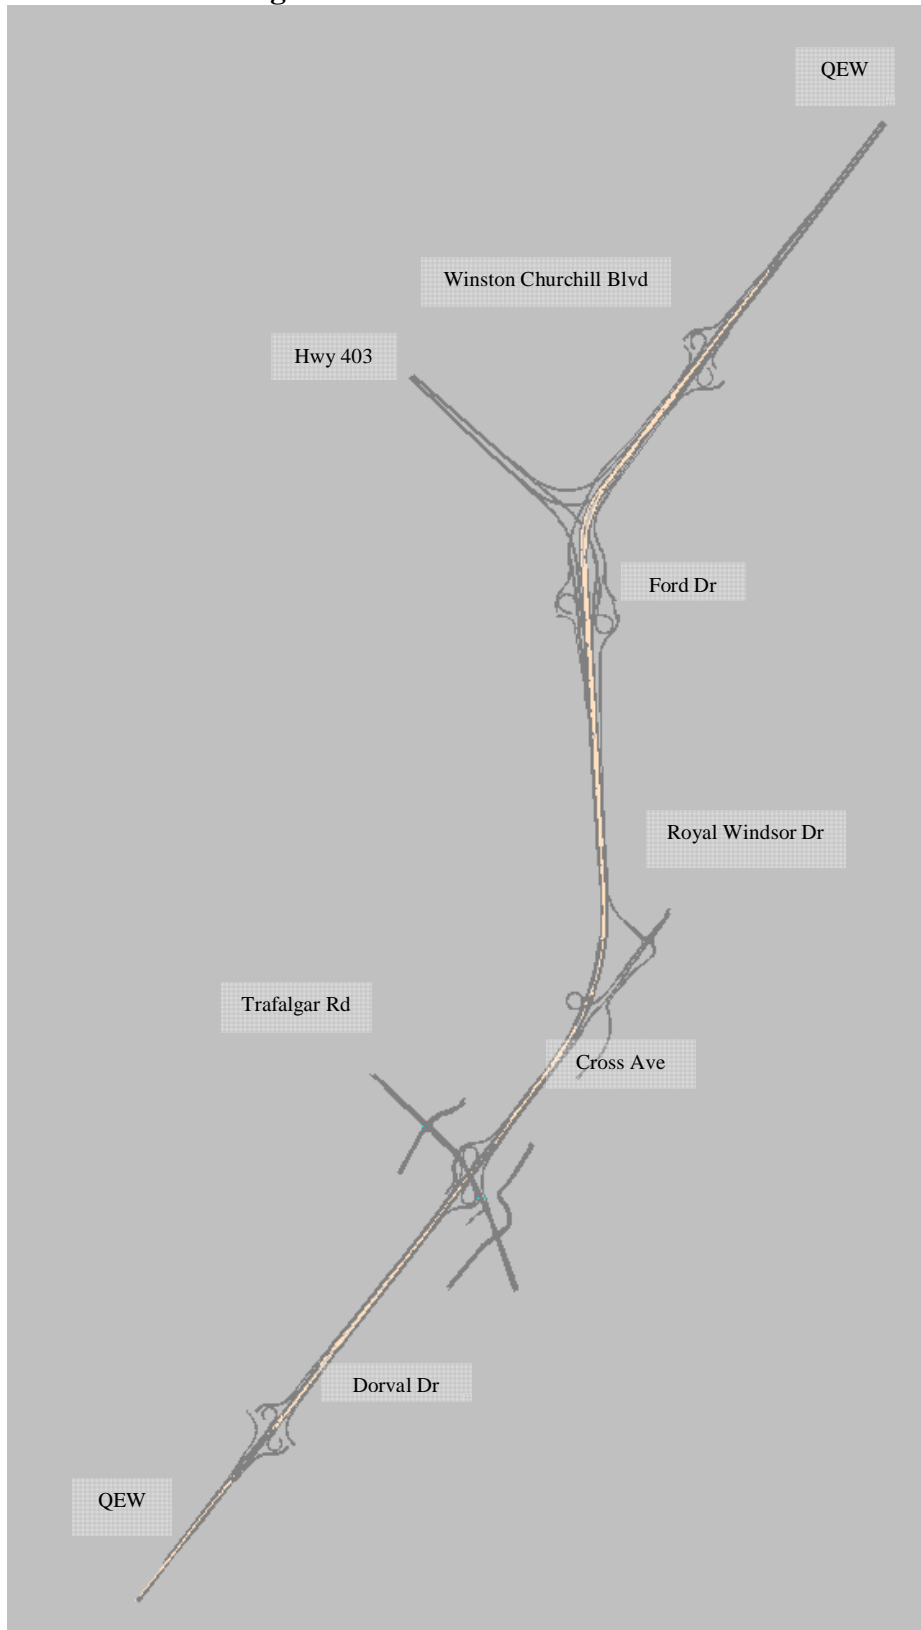 QEW
Winston Churchill Blvd
Hwy 403
Ford Dr
Royal Windsor Dr
Trafalgar Rd
Cross Ave
Dorval Dr
QEW